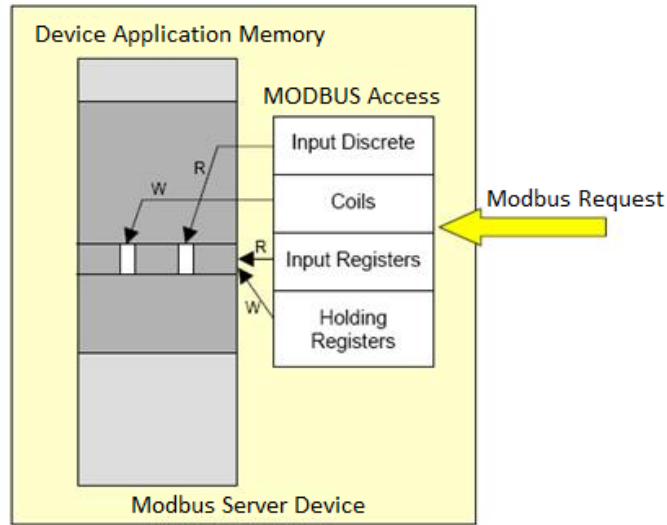 Device Application Memory
MODBUS Access
Input Discrete
R
W
Coils
Modbus Request
R
Input Registers
W
Holding
Registers
Modbus Server Device